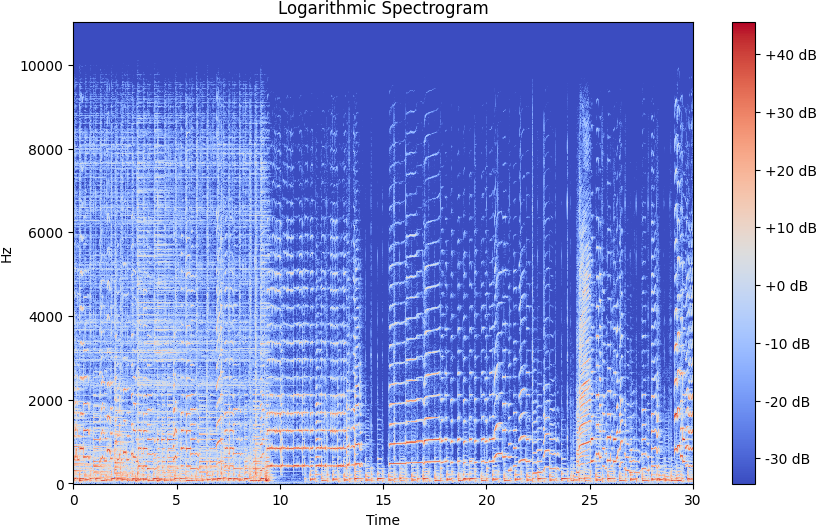 Logarithmic Spectrogram
10000
8000
6000
4000
2000
0
Hz
0 5 10 15 20 25 30
Time
+40 dB
+30 dB
+20 dB
+10 dB
+0 dB
-10 dB
-20 dB
-30 dB